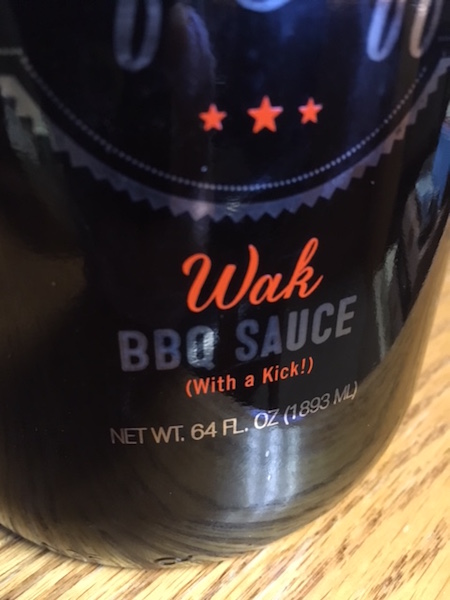 Wak
BBQ SAUCE
(With a Kick!)
NET WT. 64 FL. OZ (1893 ML)